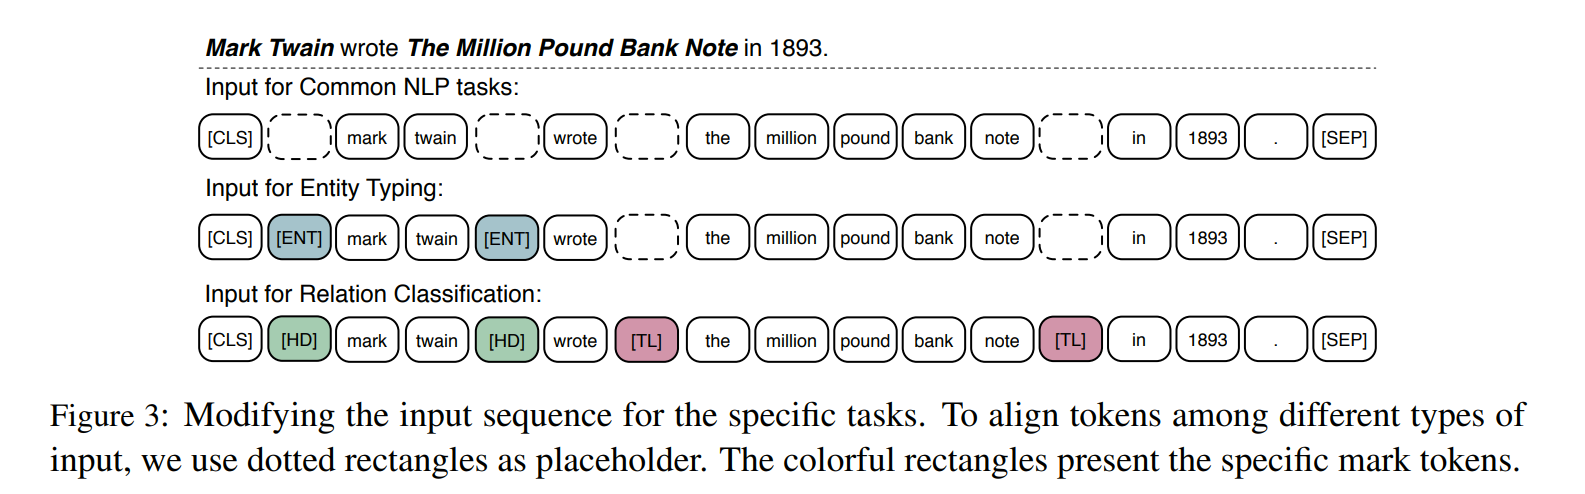 Mark Twain wrote The Million Pound Bank Note in 1893.
Input for Common NLP tasks:
[CLS] mark twain wrote the million pound bank note in 1893 . [SEP]
Input for Entity Typing:
[CLS] [ENT] mark twain [ENT] wrote the million pound bank note in 1893 . [SEP]
Input for Relation Classification:
[CLS] [HD] mark twain [HD] wrote [TL] the million pound bank note [TL] in 1893 . [SEP]
Figure 3: Modifying the input sequence for the specific tasks. To align tokens among different types of
input, we use dotted rectangles as placeholder. The colorful rectangles present the specific mark tokens.